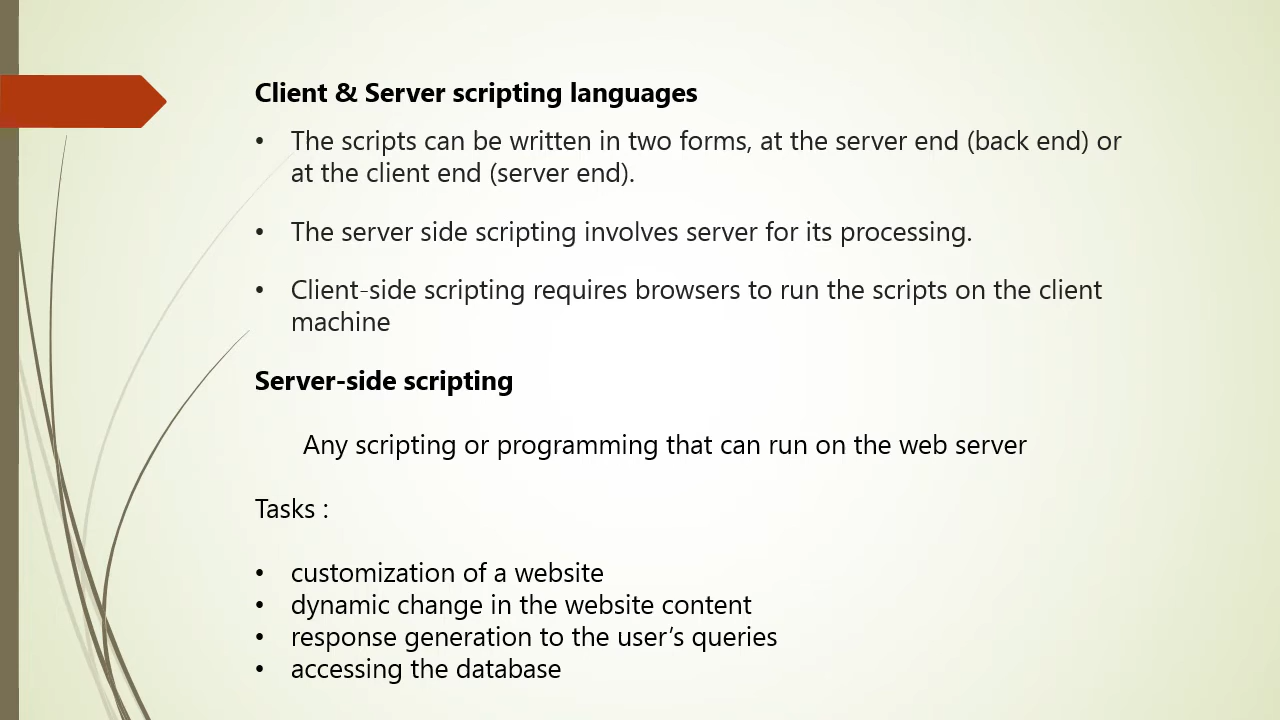 Client & Server scripting languages
• The scripts can be written in two forms, at the server end (back end) or
at the client end (server end).
• The server side scripting involves server for its processing.
• Client-side scripting requires browsers to run the scripts on the client
machine
Server-side scripting
Any scripting or programming that can run on the web server
Tasks :
• customization of a website
• dynamic change in the website content
• response generation to the user’s queries
• accessing the database